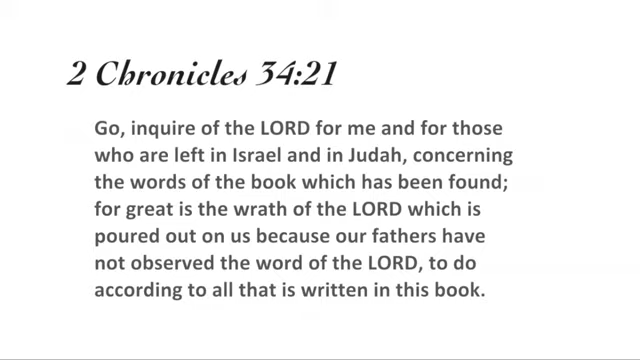 2 Chronicles 34:21
Go, inquire of the LORD for me and for those
who are left in Israel and in Judah, concerning
the words of the book which has been found;
for great is the wrath of the LORD which is
poured out on us because our fathers have
not observed the word of the LORD, to do
according to all that is written in this book.